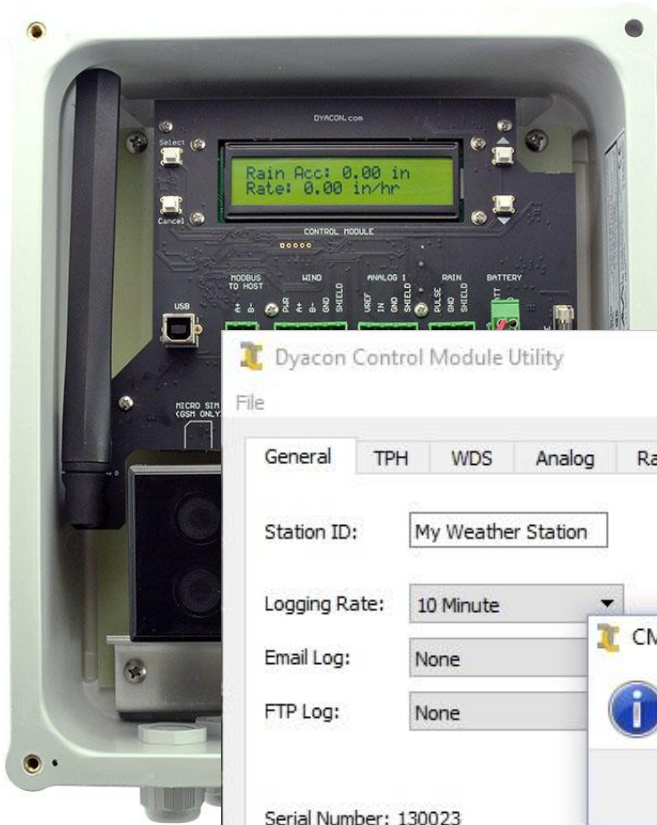 DYACON.com
Select
Rain Acc: 0.00 in
Rate: 0.00 in/hr
Cancel
CONTROL MODULE
USB
MODBUS
TO HOST
A+
B-
WIND
PWR
A+
B-
GND
SHIELD
ANALOG 1
VREF
IN
GND
SHIELD
RAIN
PULSE
GND
SHIELD
BATTERY
MICRO SIM
(GSM ONLY)
Dyacon Control Module Utility
File
General TPH WDS Analog Ra
Station ID: My Weather Station
Logging Rate: 10 Minute
CM
Email Log: None
FTP Log: None
Serial Number: 130023